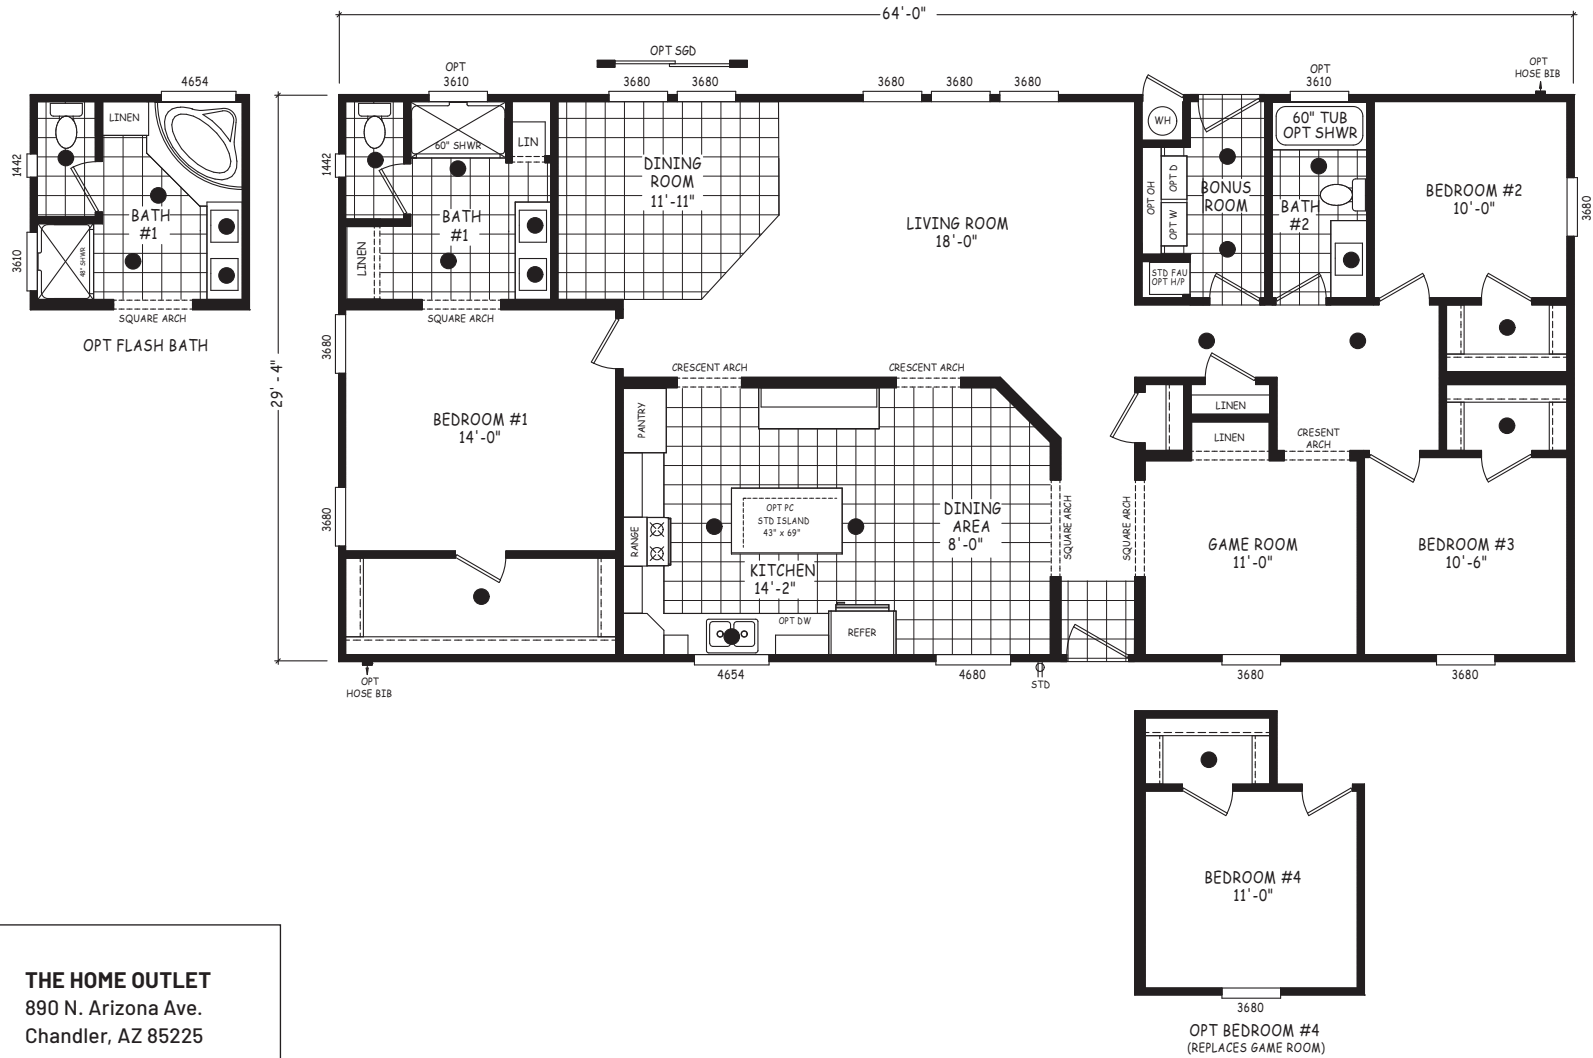 64'-0"
OPT SGD
OPT
3610
3680
3680
3680
3680
3680
OPT
3610
OPT
HOSE BIB
4654
LINEN
1442
BATH
#1
3610
48" SHWR
SQUARE ARCH
OPT FLASH BATH
29' - 4"
1442
60" SHWR
LIN
BATH
#1
LINEN
SQUARE ARCH
DINING
ROOM
11'-11"
LIVING ROOM
18'-0"
WH
OPT OH
OPT D
OPT W
BONUS
ROOM
STD FAU
OPT H/P
60" TUB
OPT SHWR
BATH
#2
BEDROOM #2
10'-0"
3680
3680
BEDROOM #1
14'-0"
3680
CRESCENT ARCH
CRESCENT ARCH
PANTRY
RANGE
OPT PC
STD ISLAND
43" x 69"
KITCHEN
14'-2"
DINING
AREA
8'-0"
OPT DW
REFER
SQUARE ARCH
SQUARE ARCH
LINEN
LINEN
CRESENT
ARCH
GAME ROOM
11'-0"
BEDROOM #3
10'-6"
OPT
HOSE BIB
4654
4680
STD
3680
3680
BEDROOM #4
11'-0"
3680
OPT BEDROOM #4
(REPLACES GAME ROOM)
THE HOME OUTLET
890 N. Arizona Ave.
Chandler, AZ 85225